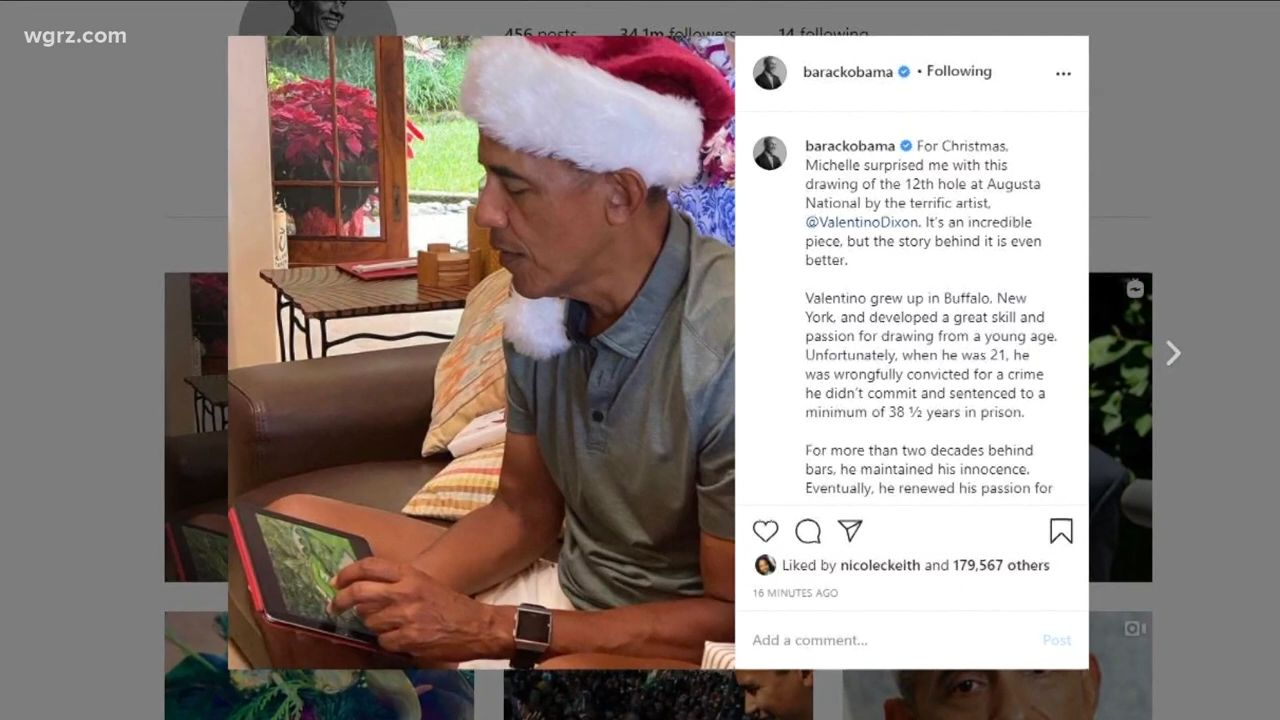 wgrz.com
456 posts 34.1m followers 14 following
barackobama • Following
barackobama For Christmas,
Michelle surprised me with this
drawing of the 12th hole at Augusta
National by the terrific artist,
@ValentinoDixon. It’s an incredible
piece, but the story behind it is even
better.
Valentino grew up in Buffalo, New
York, and developed a great skill and
passion for drawing from a young age.
Unfortunately, when he was 21, he
was wrongfully convicted for a crime
he didn’t commit and sentenced to a
minimum of 38 ½ years in prison.
For more than two decades behind
bars, he maintained his innocence.
Eventually, he renewed his passion for
Liked by nicoleckeith and 179,567 others
16 MINUTES AGO
Add a comment... Post